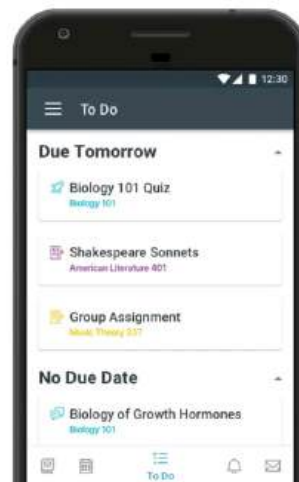 12:30
To Do
Due Tomorrow
Biology 101 Quiz
Biology 101
Shakespeare Sonnets
American Literature 401
Group Assignment
Music Theory 237
No Due Date
Biology of Growth Hormones
Biology 101
To Do